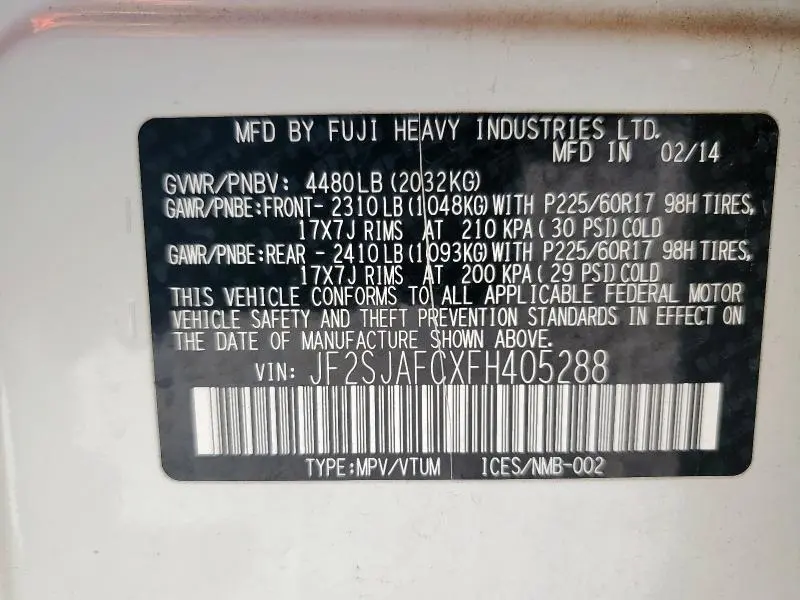 MFD BY FUJI HEAVY INDUSTRIES LTD.
MFD IN 02/14
GVWR/PNBV: 4480LB(2032KG)
GAWR/PNBE:FRONT- 2310LB(1048KG)WITH P225/60R17 98H TIRES,
17X7J RIMS AT 210 KPA(30 PSI)COLD
GAWR/PNBE:REAR - 2410LB(1093KG)WITH P225/60R17 98H TIRES,
17X7J RIMS AT 200 KPA(29 PSI)COLD
THIS VEHICLE CONFORMS TO ALL APPLICABLE FEDERAL MOTOR
VEHICLE SAFETY AND THEFT PREVENTION STANDARDS IN EFFECT ON
THE DATE OF MANUFACTURE SHOWN ABOVE.
VIN: JF2SJAFCXFH405288
TYPE:MPV/VTUM ICES/NMB-002